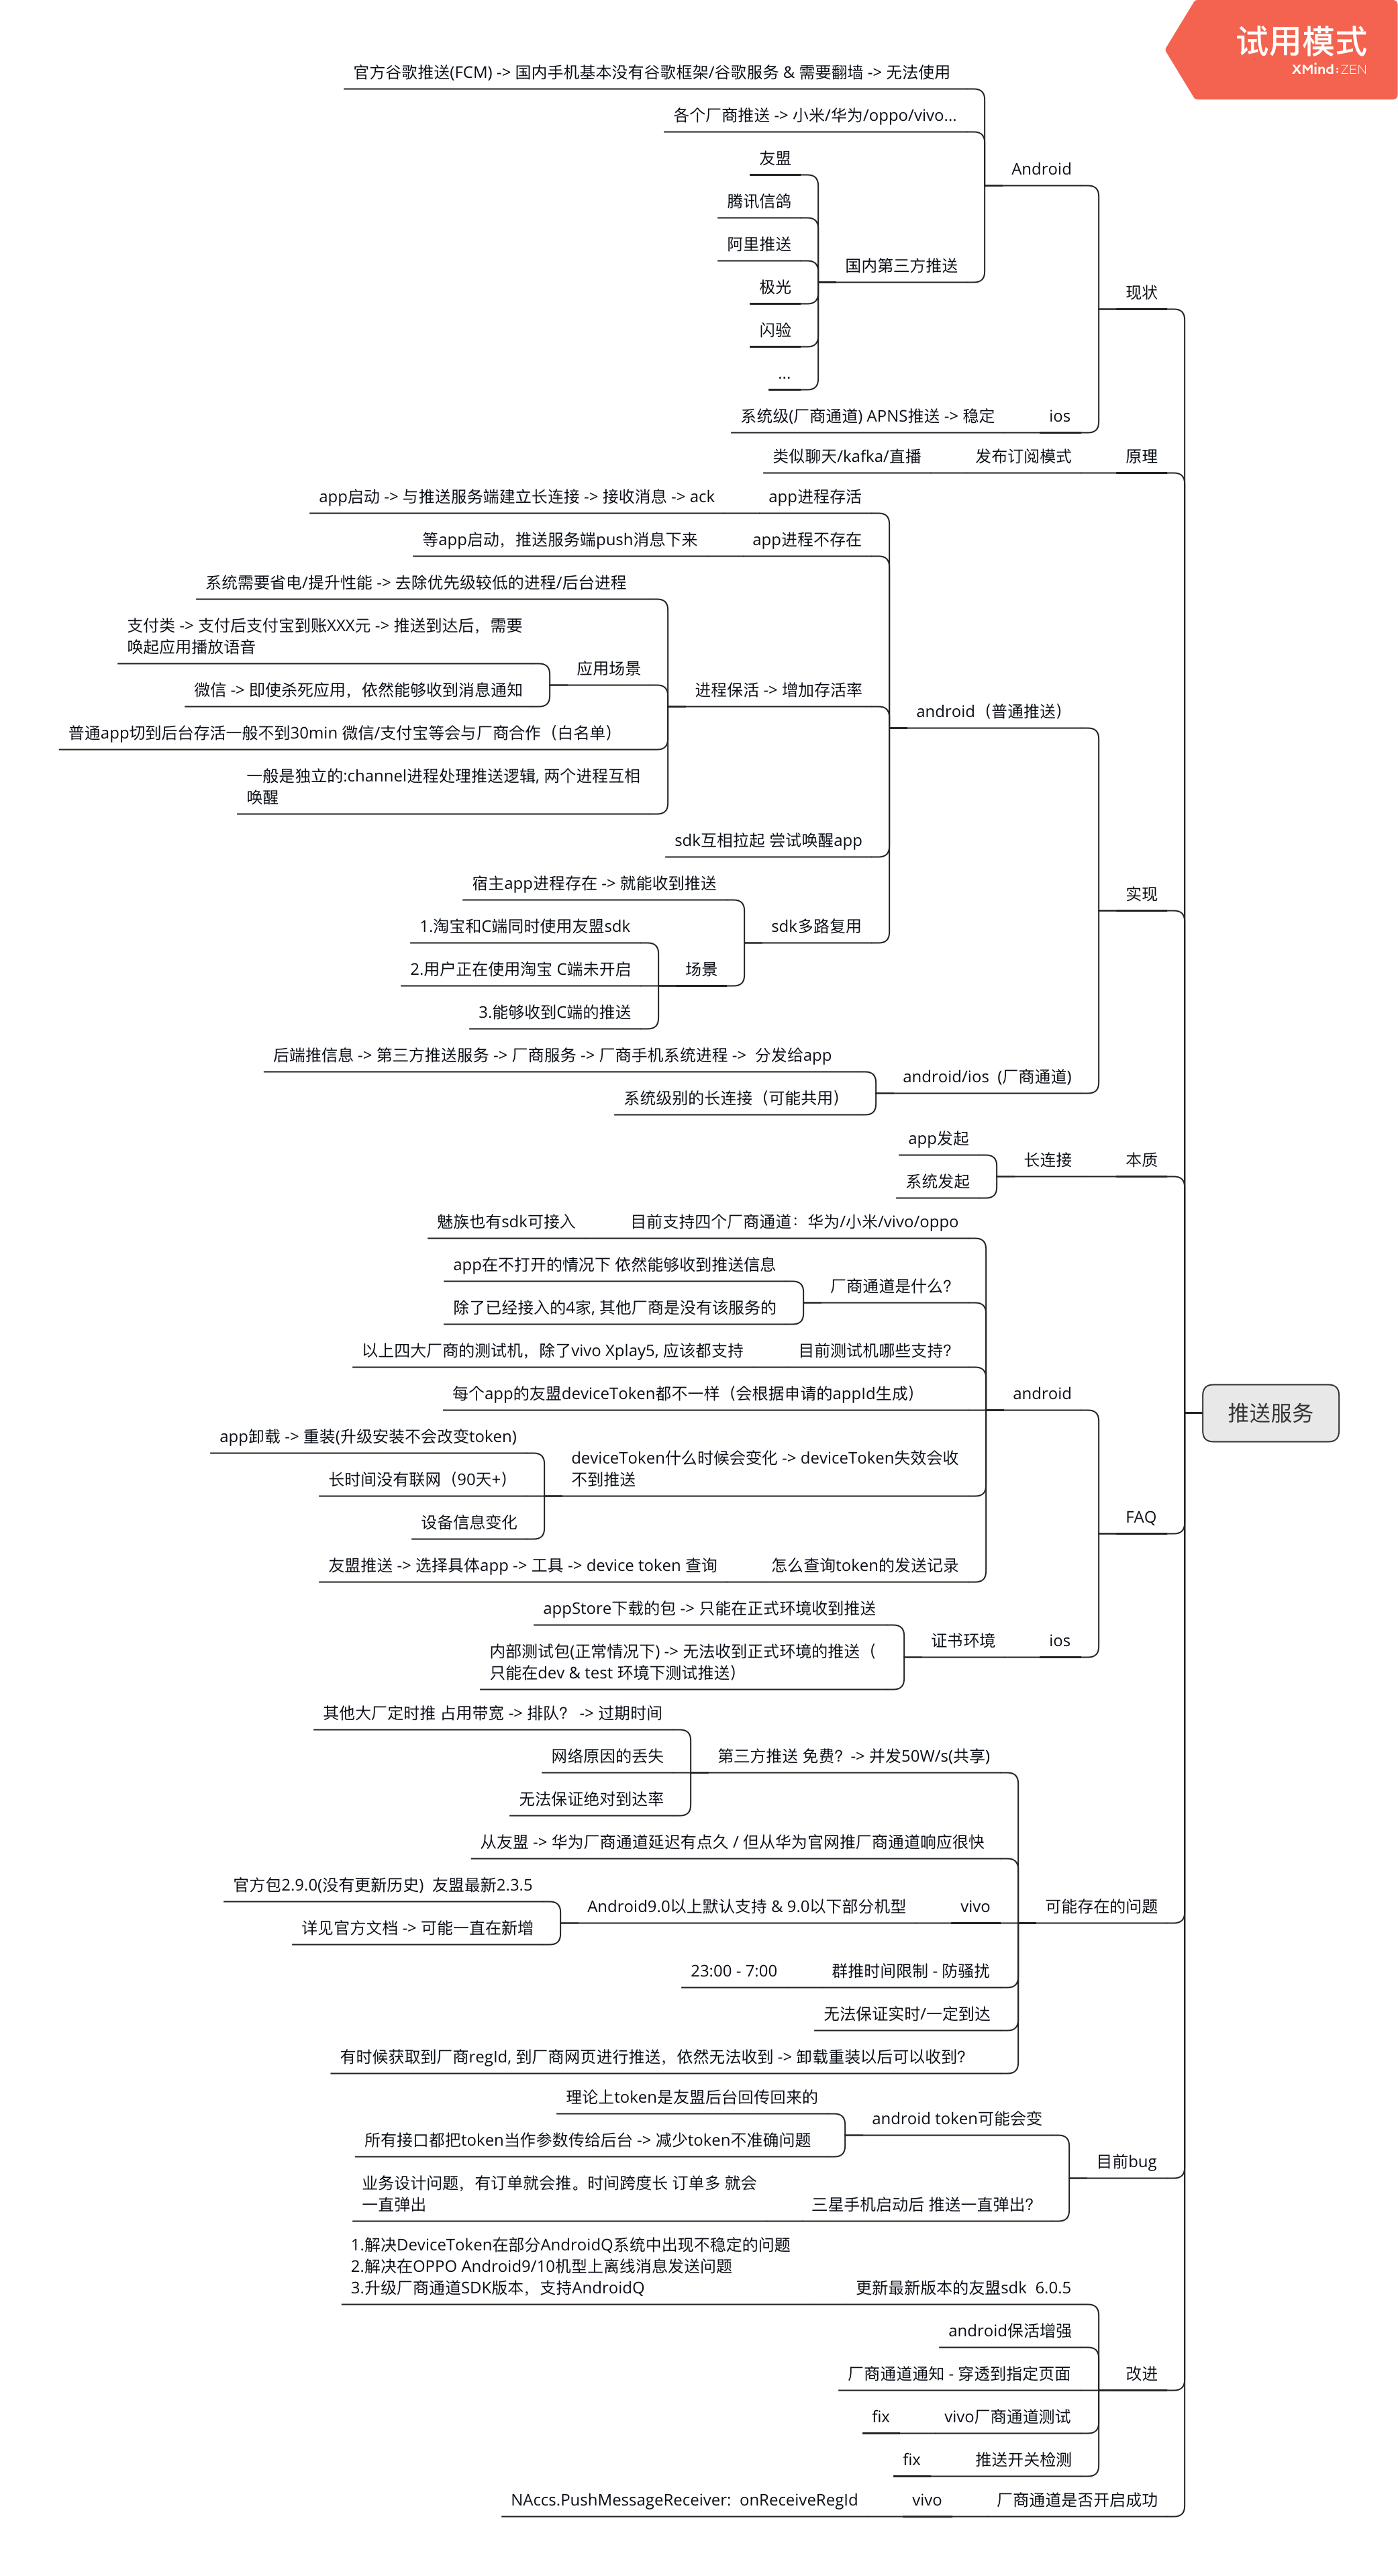 试用模式
XMind:ZEN
官方谷歌推送(FCM) -> 国内手机基本没有谷歌框架/谷歌服务 & 需要翻墙 -> 无法使用
各个厂商推送 -> 小米/华为/oppo/vivo...
友盟
Android
腾讯信鸽
阿里推送
国内第三方推送
极光
现状
闪验
...
系统级(厂商通道) APNS推送 -> 稳定
ios
类似聊天/kafka/直播
发布订阅模式
原理
app启动 -> 与推送服务端建立长连接 -> 接收消息 -> ack
app进程存活
等app启动，推送服务端push消息下来
app进程不存在
系统需要省电/提升性能 -> 去除优先级较低的进程/后台进程
支付类 -> 支付后支付宝到账XXX元 -> 推送到达后，需要
唤起应用播放语音
应用场景
微信 -> 即使杀死应用，依然能够收到消息通知
进程保活 -> 增加存活率
android（普通推送）
普通app切到后台存活一般不到30min 微信/支付宝等会与厂商合作（白名单）
一般是独立的:channel进程处理推送逻辑, 两个进程互相
唤醒
sdk互相拉起 尝试唤醒app
宿主app进程存在 -> 就能收到推送
实现
1.淘宝和C端同时使用友盟sdk
sdk多路复用
2.用户正在使用淘宝 C端未开启
场景
3.能够收到C端的推送
后端推信息 -> 第三方推送服务 -> 厂商服务 -> 厂商手机系统进程 -> 分发给app
android/ios（厂商通道)
系统级别的长连接（可能共用）
app发起
长连接
本质
系统发起
魅族也有sdk可接入
目前支持四个厂商通道：华为/小米/vivo/oppo
app在不打开的情况下 依然能够收到推送信息
厂商通道是什么？
除了已经接入的4家, 其他厂商是没有该服务的
以上四大厂商的测试机，除了vivo Xplay5, 应该都支持
目前测试机哪些支持？
每个app的友盟deviceToken都不一样（会根据申请的appId生成）
android
推送服务
app卸载 -> 重装(升级安装不会改变token)
deviceToken什么时候会变化 -> deviceToken失效会收
不到推送
长时间没有联网（90天+）
设备信息变化
FAQ
友盟推送 -> 选择具体app -> 工具 -> device token 查询
怎么查询token的发送记录
appStore下载的包 -> 只能在正式环境收到推送
证书环境
ios
内部测试包(正常情况下) -> 无法收到正式环境的推送（
只能在dev & test 环境下测试推送）
其他大厂定时推 占用带宽 -> 排队？ -> 过期时间
网络原因的丢失
第三方推送 免费？-> 并发50W/s(共享)
无法保证绝对到达率
从友盟 -> 华为厂商通道延迟有点久 / 但从华为官网推厂商通道响应很快
官方包2.9.0(没有更新历史) 友盟最新2.3.5
Android9.0以上默认支持 & 9.0以下部分机型
vivo
可能存在的问题
详见官方文档 -> 可能一直在新增
23:00 - 7:00
群推时间限制 - 防骚扰
无法保证实时/一定到达
有时候获取到厂商regId, 到厂商网页进行推送，依然无法收到 -> 卸载重装以后可以收到？
理论上token是友盟后台回传回来的
android token可能会变
所有接口都把token当作参数传给后台 -> 减少token不准确问题
目前bug
业务设计问题，有订单就会推。时间跨度长 订单多 就会
一直弹出
三星手机启动后 推送一直弹出？
1.解决DeviceToken在部分AndroidQ系统中出现不稳定的问题
2.解决在OPPO Android9/10机型上离线消息发送问题
3.升级厂商通道SDK版本，支持AndroidQ
更新最新版本的友盟sdk 6.0.5
android保活增强
厂商通道通知 - 穿透到指定页面
改进
fix
vivo厂商通道测试
fix
推送开关检测
NAccs.PushMessageReceiver: onReceiveRegId
vivo
厂商通道是否开启成功